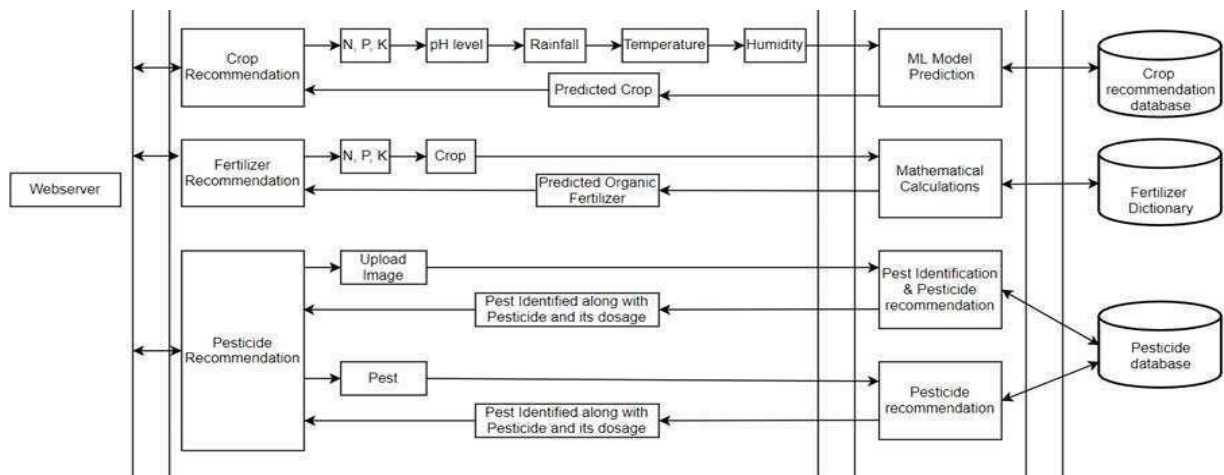 Webserver
Crop
Recommendation
N, P, K
pH level
Rainfall
Temperature
Humidity
Predicted Crop
ML Model
Prediction
Crop
recommendation
database
Fertilizer
Recommendation
N, P, K
Crop
Predicted Organic
Fertilizer
Mathematical
Calculations
Fertilizer
Dictionary
Pesticide
Recommendation
Upload
Image
Pest Identified along with
Pesticide and its dosage
Pest Identification
& Pesticide
recommendation
Pest
Pest Identified along with
Pesticide and its dosage
Pesticide
recommendation
Pesticide
database